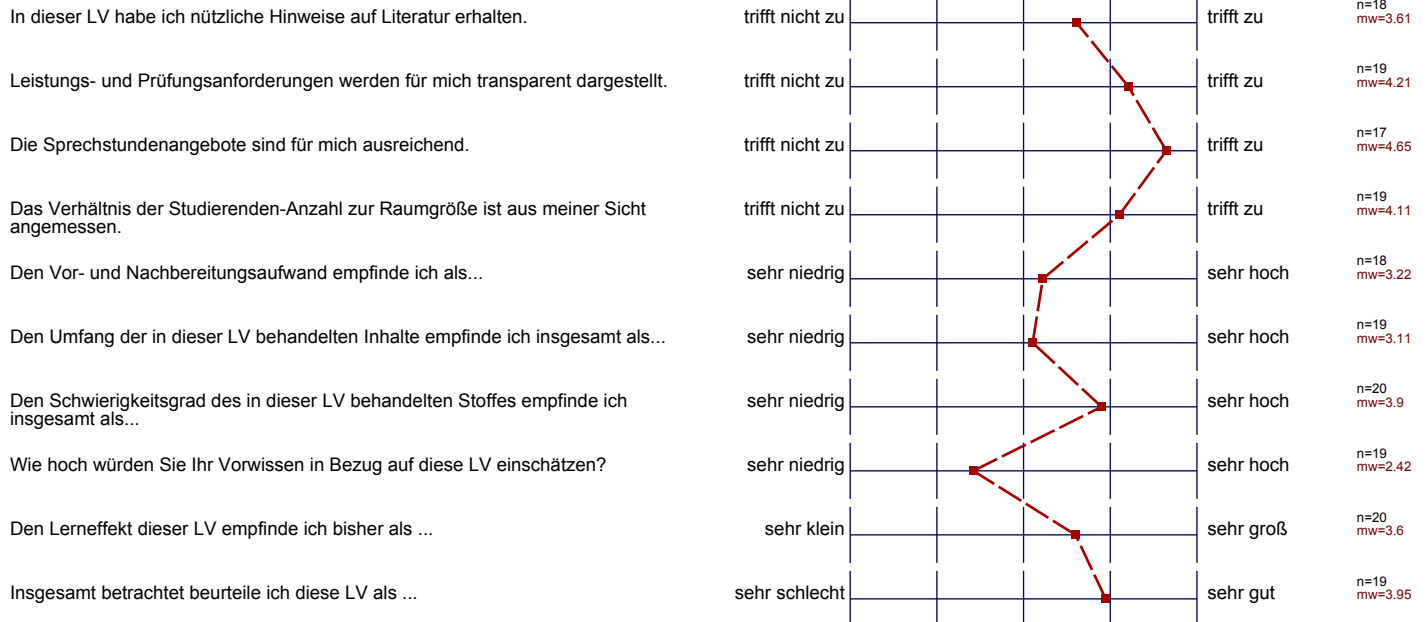 In dieser LV habe ich nützliche Hinweise auf Literatur erhalten. trifft nicht zu trifft zu n=18
mw=3.61
Leistungs- und Prüfungsanforderungen werden für mich transparent dargestellt. trifft nicht zu trifft zu n=19
mw=4.21
Die Sprechstundenangebote sind für mich ausreichend. trifft nicht zu trifft zu n=17
mw=4.65
Das Verhältnis der Studierenden-Anzahl zur Raumgröße ist aus meiner Sicht trifft nicht zu trifft zu n=19
angemessen. mw=4.11
Den Vor- und Nachbereitungsaufwand empfinde ich als... sehr niedrig sehr hoch n=18
mw=3.22
Den Umfang der in dieser LV behandelten Inhalte empfinde ich insgesamt als... sehr niedrig sehr hoch n=19
mw=3.11
Den Schwierigkeitsgrad des in dieser LV behandelten Stoffes empfinde ich sehr niedrig sehr hoch n=20
insgesamt als... mw=3.9
Wie hoch würden Sie Ihr Vorwissen in Bezug auf diese LV einschätzen? sehr niedrig sehr hoch n=19
mw=2.42
Den Lerneffekt dieser LV empfinde ich bisher als ... sehr klein sehr groß n=20
mw=3.6
Insgesamt betrachtet beurteile ich diese LV als ... sehr schlecht sehr gut n=19
mw=3.95